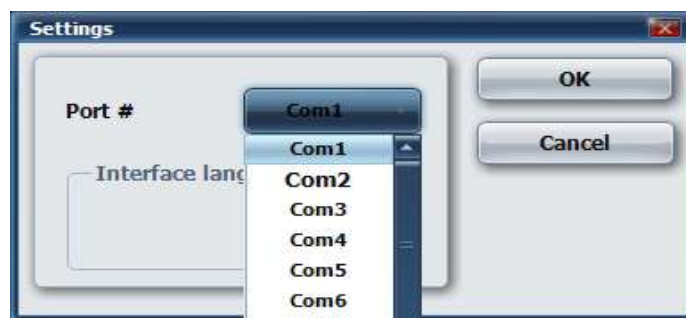 Settings
Port #
Com1
OK
Cancel
Com1
Com2
Com3
Com4
Com5
Com6
Interface lang